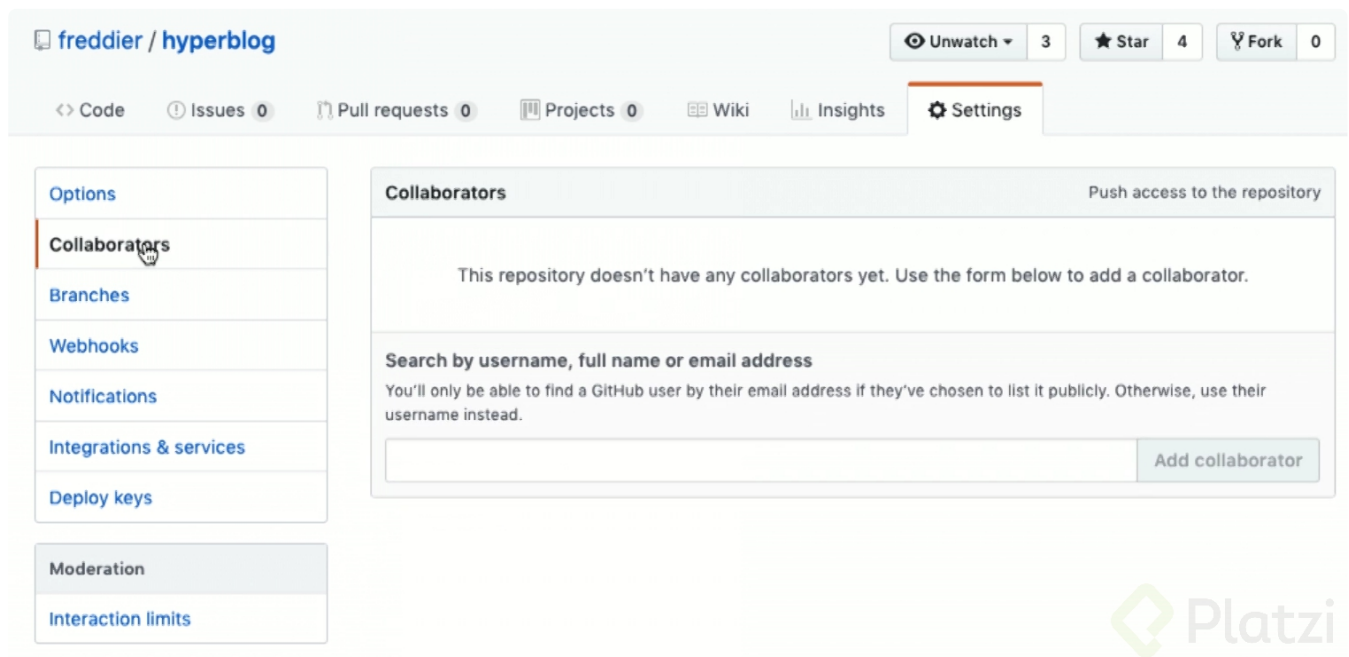 freddier / hyperblog
Unwatch 3 Star 4 Fork 0
Code Issues 0 Pull requests 0 Projects 0 Wiki Insights Settings
Options
Collaborators
Branches
Webhooks
Notifications
Integrations & services
Deploy keys
Moderation
Interaction limits
Collaborators Push access to the repository
This repository doesn't have any collaborators yet. Use the form below to add a collaborator.
Search by username, full name or email address
You'll only be able to find a GitHub user by their email address if they've chosen to list it publicly. Otherwise, use their
username instead.
Add collaborator
Platzi